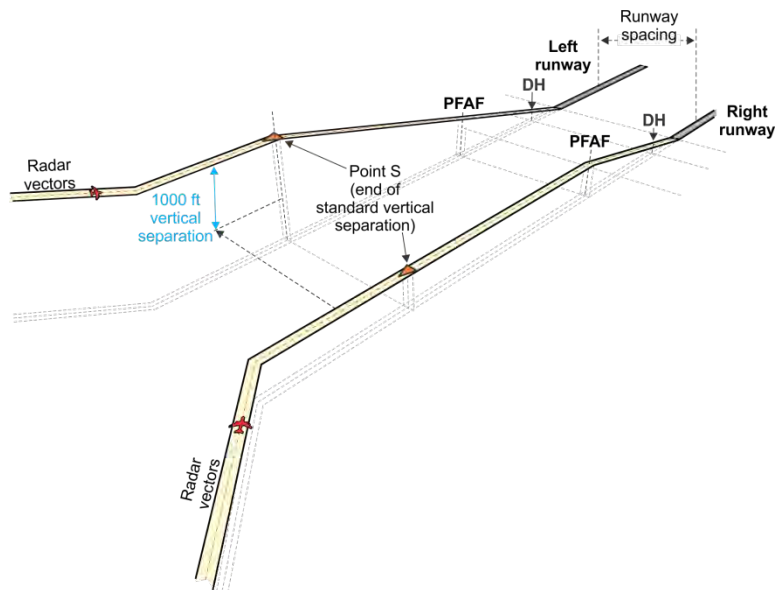 Runway
spacing
Left
runway
DH
PFAF
Right
runway
DH
PFAF
Radar
vectors
Point S
(end of
standard vertical
separation)
1000 ft
vertical
separation
Radar
vectors